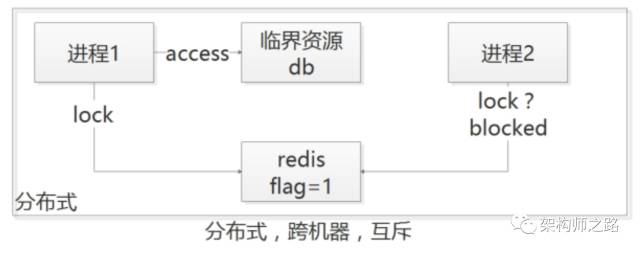 进程1
access
临界资源
db
进程2
lock
lock？
blocked
redis
flag=1
分布式
分布式，跨机器，互斥
架构师之路